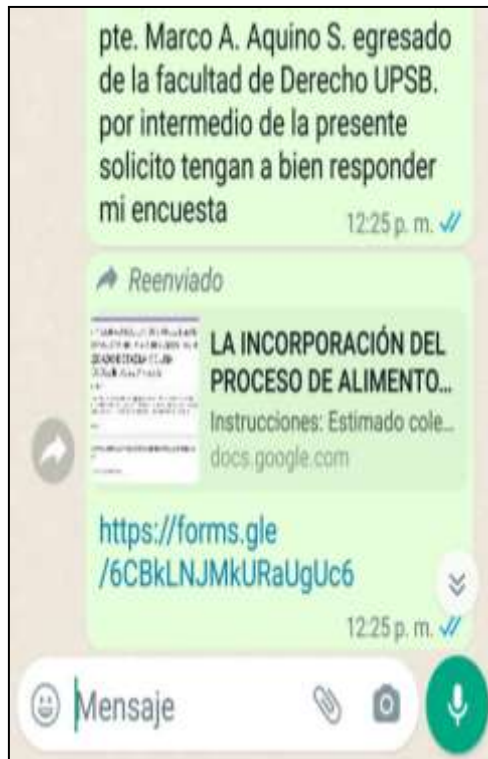 pte. Marco A. Aquino S. egresado
de la facultad de Derecho UPSB.
por intermedio de la presente
solicito tengan a bien responder
mi encuesta
12:25 p. m.
Reenviado
LA INCORPORACIÓN DEL
PROCESO DE ALIMENTO...
Instrucciones: Estimado cole...
docs.google.com
https://forms.gle
/6CBkLNJMkURaUgUc6
12:25 p. m.
Mensaje